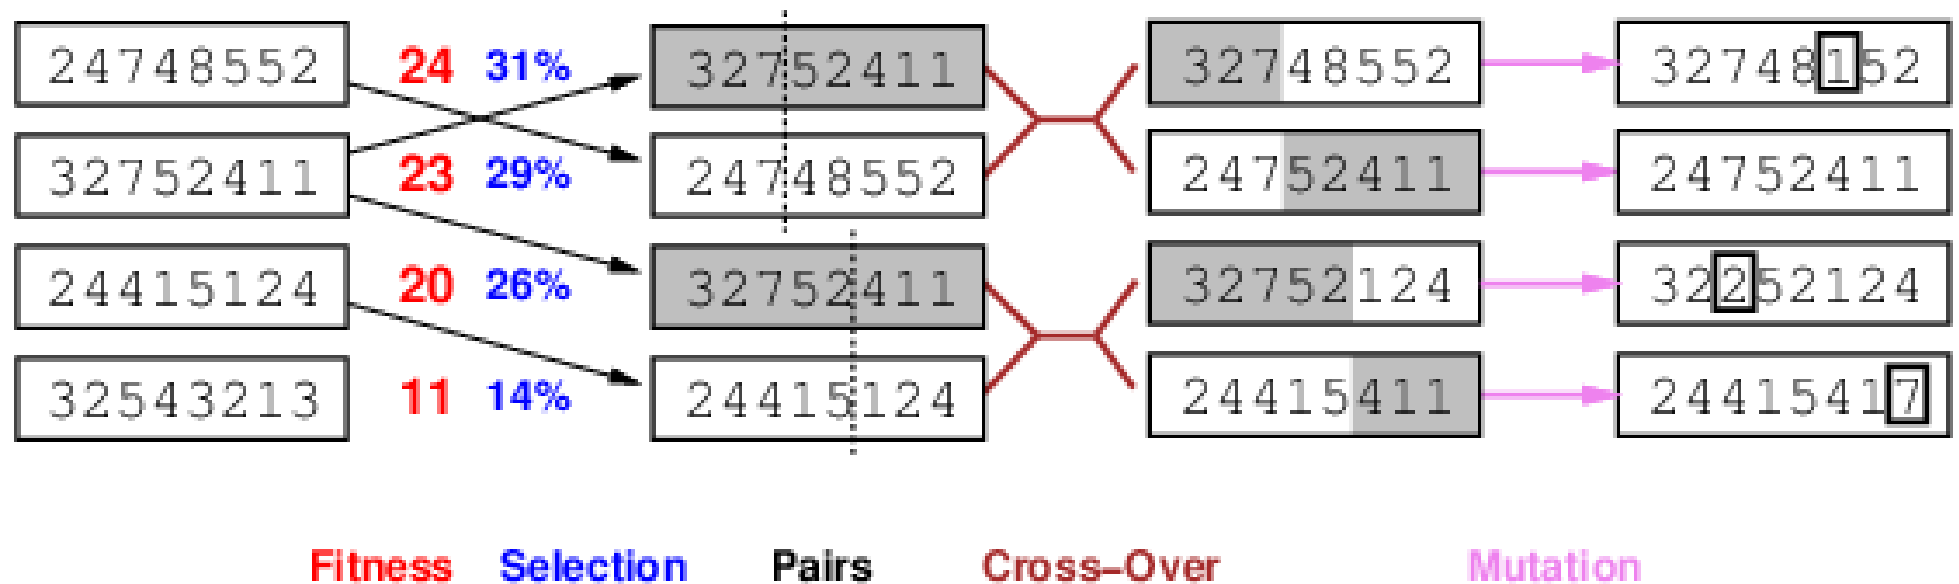 24748552 24 31% 32752411 32748552 32748152
32752411 23 29% 24748552 24752411 24752411
24415124 20 26% 32752411 32752124 32252124
32543213 11 14% 24415124 24415411 24415417
Fitness Selection Pairs Cross–Over Mutation